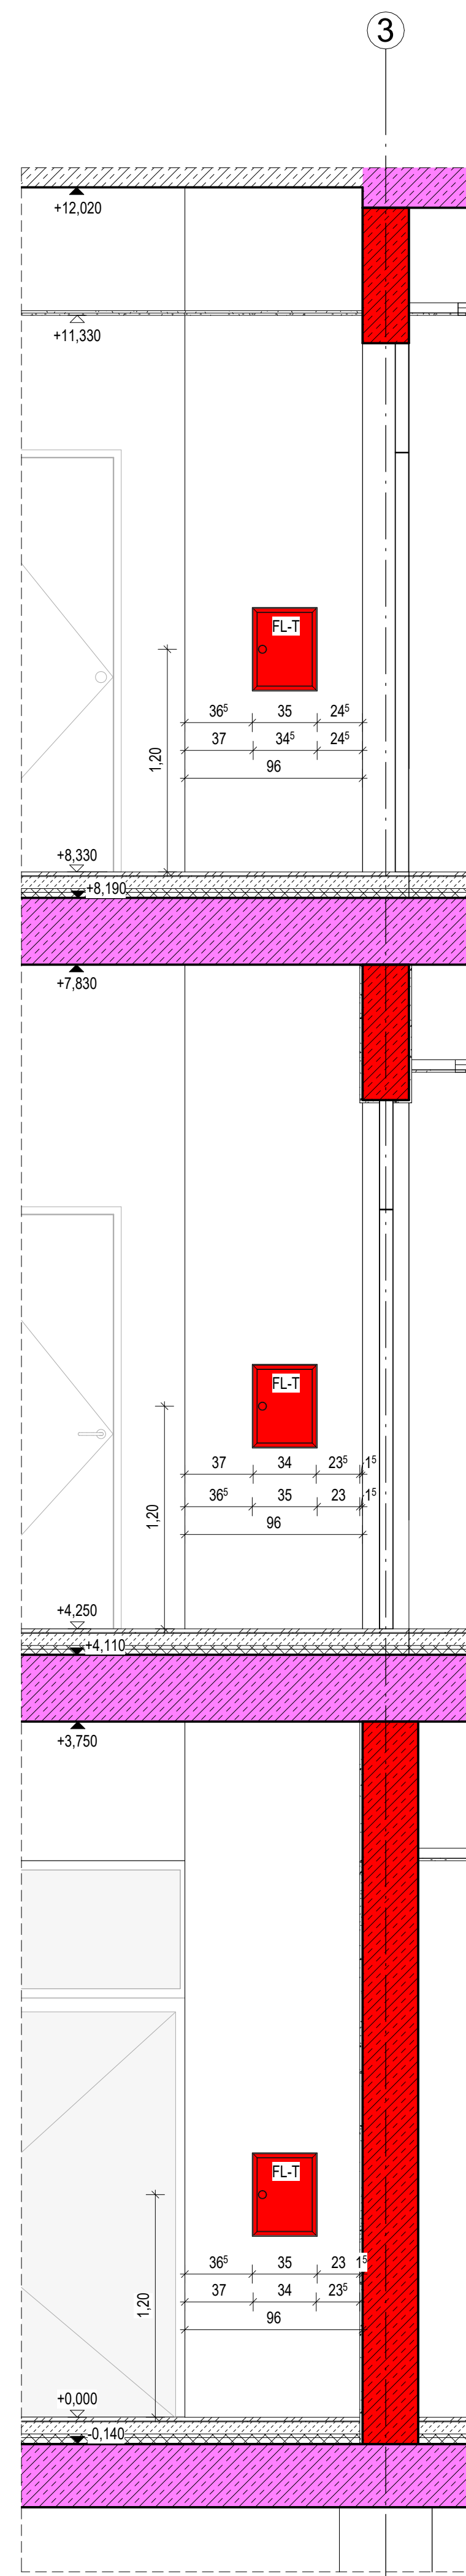 3
+12,020
+11,330
FL-T
36⁵ 35 24⁵
37 34⁵ 24⁵
96
1,20
+8,330
+8,190
+7,830
FL-T
37 34 23⁵ 1⁵
36⁵ 35 23 1⁵
96
1,20
+4,250
+4,110
+3,750
FL-T
36⁵ 35 23 1⁵
37 34 23⁵
96
1,20
+0,000
-0,140